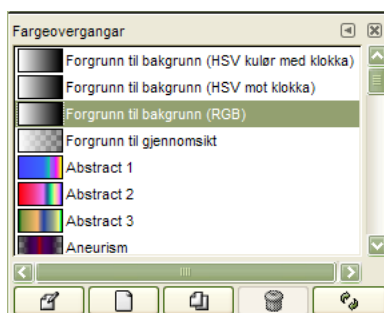 Fargeovergangar
Forgrunn til bakgrunn (HSV kulør med klokka)
Forgrunn til bakgrunn (HSV mot klokka)
Forgrunn til bakgrunn (RGB)
Forgrunn til gjennomsikt
Abstract 1
Abstract 2
Abstract 3
Aneurism